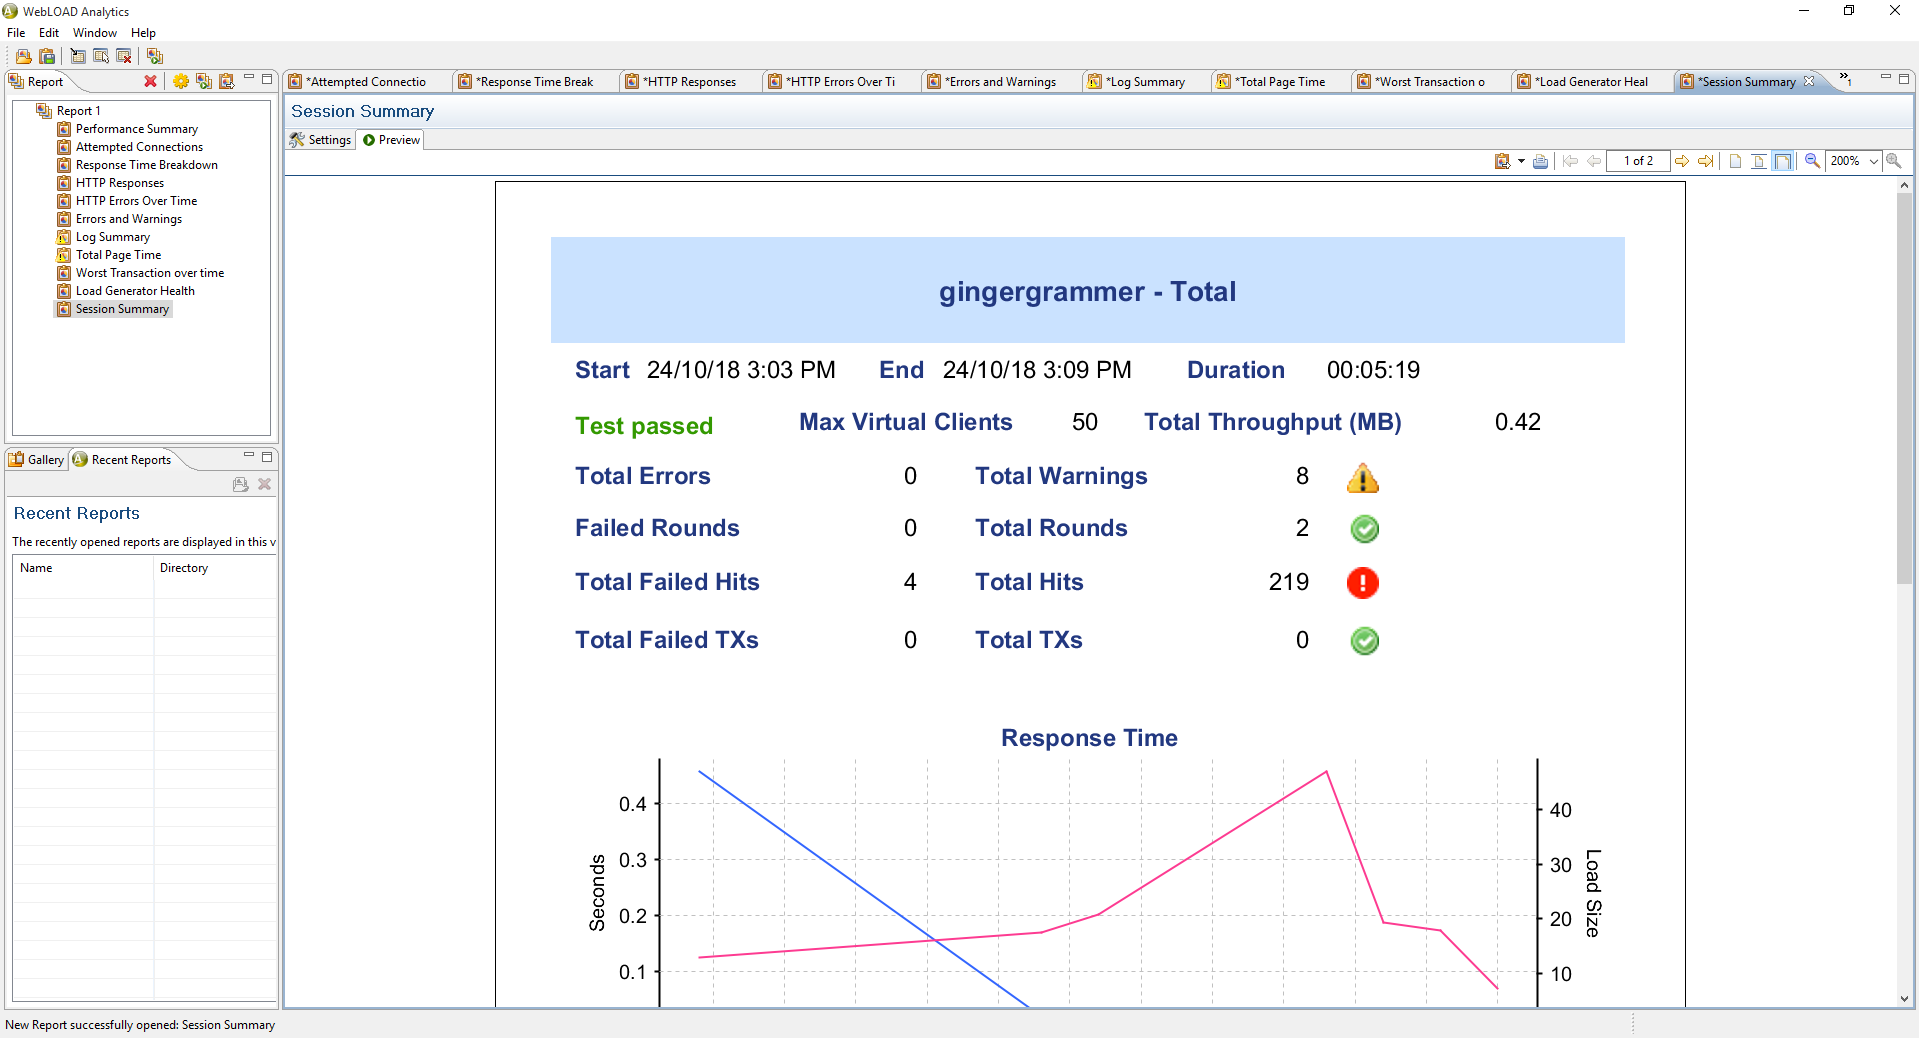 WebLOAD Analytics
File Edit Window Help
Report
Report 1
Performance Summary
Attempted Connections
Response Time Breakdown
HTTP Responses
HTTP Errors Over Time
Errors and Warnings
Log Summary
Total Page Time
Worst Transaction over time
Load Generator Health
Session Summary
Gallery Recent Reports
Recent Reports
The recently opened reports are displayed in this v
Name Directory
*Attempted Connectio *Response Time Break *HTTP Responses *HTTP Errors Over Ti *Errors and Warnings *Log Summary *Total Page Time *Worst Transaction o *Load Generator Heal *Session Summary »1
Session Summary
Settings Preview
1 of 2 200%
gingergrammer - Total
Start 24/10/18 3:03 PM End 24/10/18 3:09 PM Duration 00:05:19
Test passed Max Virtual Clients 50 Total Throughput (MB) 0.42
Total Errors 0 Total Warnings 8
Failed Rounds 0 Total Rounds 2
Total Failed Hits 4 Total Hits 219
Total Failed TXs 0 Total TXs 0
Response Time
Seconds
0.4
0.3
0.2
0.1
40
30
20
10
Load Size
New Report successfully opened: Session Summary